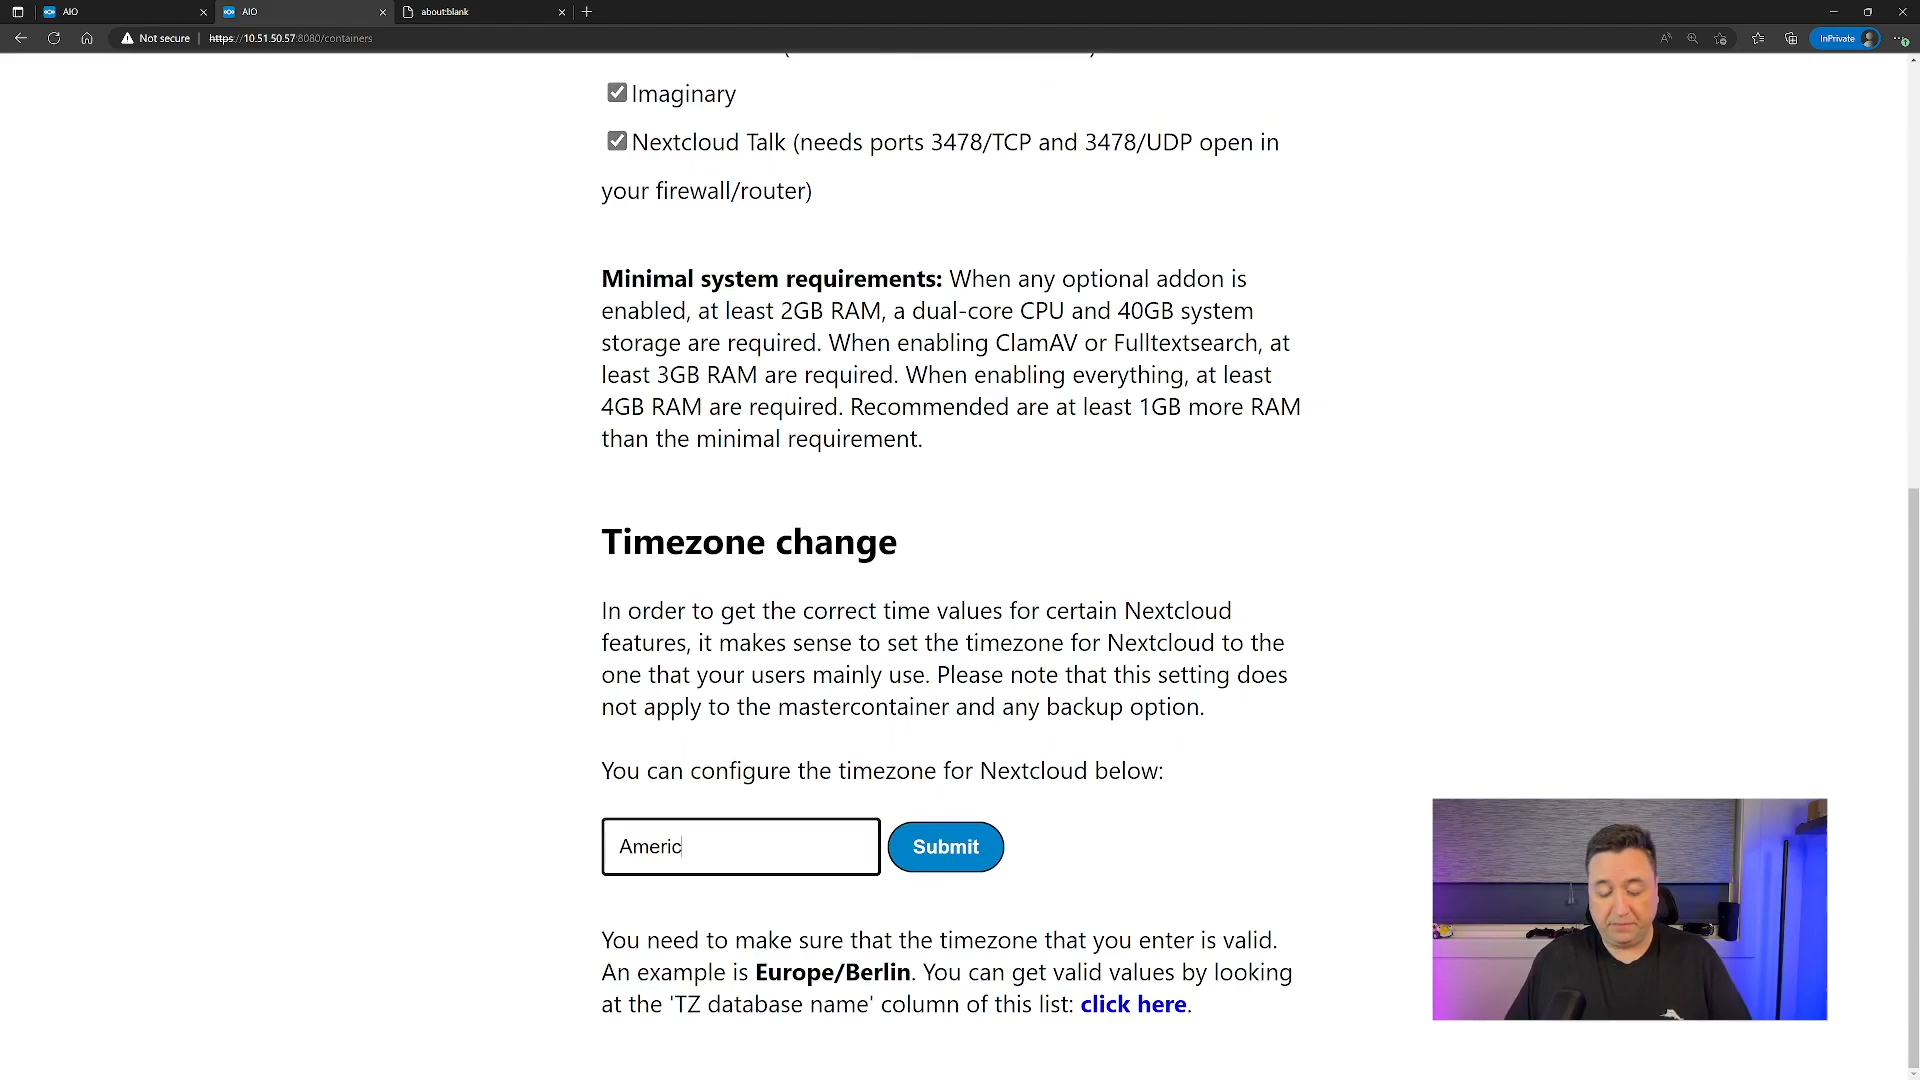 AIO
AIO
about:blank
Not secure
https://10.51.50.57:8080/containers
InPrivate
Imaginary
Nextcloud Talk (needs ports 3478/TCP and 3478/UDP open in
your firewall/router)
Minimal system requirements: When any optional addon is
enabled, at least 2GB RAM, a dual-core CPU and 40GB system
storage are required. When enabling ClamAV or Fulltextsearch, at
least 3GB RAM are required. When enabling everything, at least
4GB RAM are required. Recommended are at least 1GB more RAM
than the minimal requirement.
Timezone change
In order to get the correct time values for certain Nextcloud
features, it makes sense to set the timezone for Nextcloud to the
one that your users mainly use. Please note that this setting does
not apply to the mastercontainer and any backup option.
You can configure the timezone for Nextcloud below:
Americ
Submit
You need to make sure that the timezone that you enter is valid.
An example is Europe/Berlin. You can get valid values by looking
at the 'TZ database name' column of this list: click here.